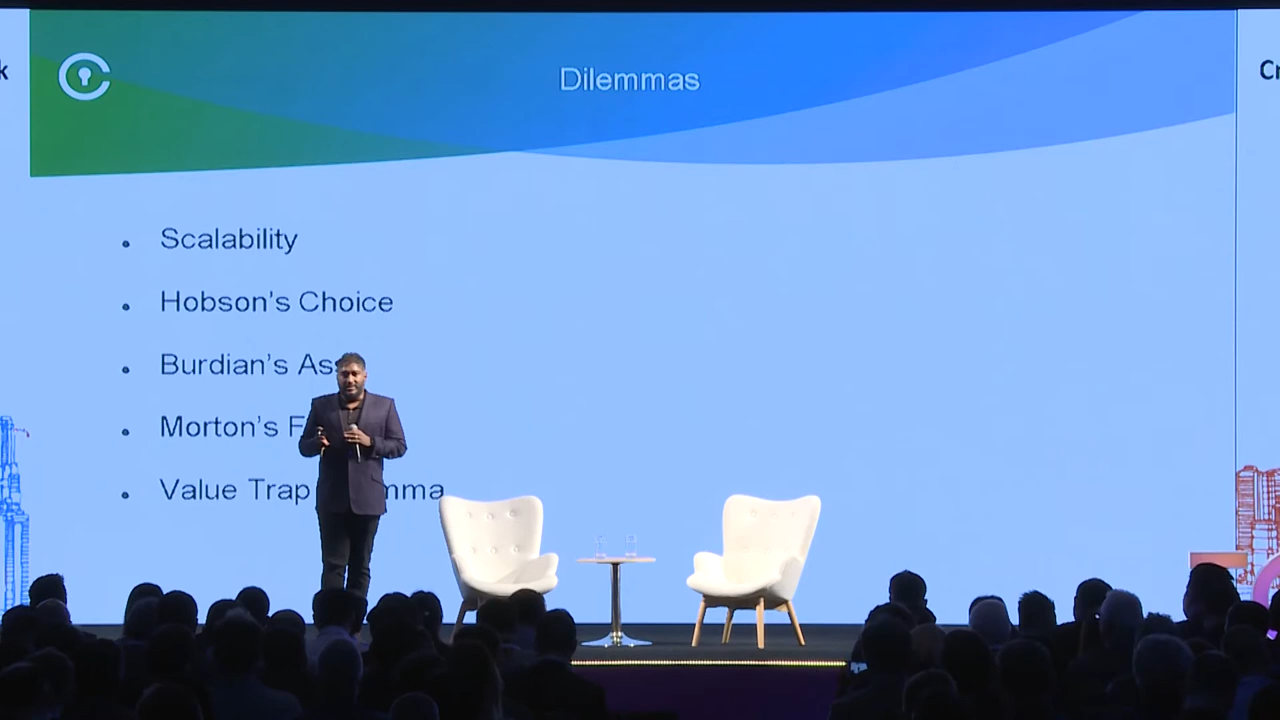 Dilemmas
Scalability
Hobson's Choice
Burdian's
Morton's
Value Trap